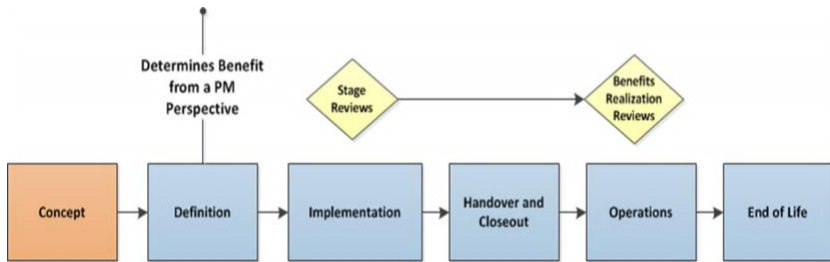 Determines Benefit
from a PM
Perspective
Stage
Reviews
Benefits
Realization
Reviews
Concept
Definition
Implementation
Handover and
Closeout
Operations
End of Life